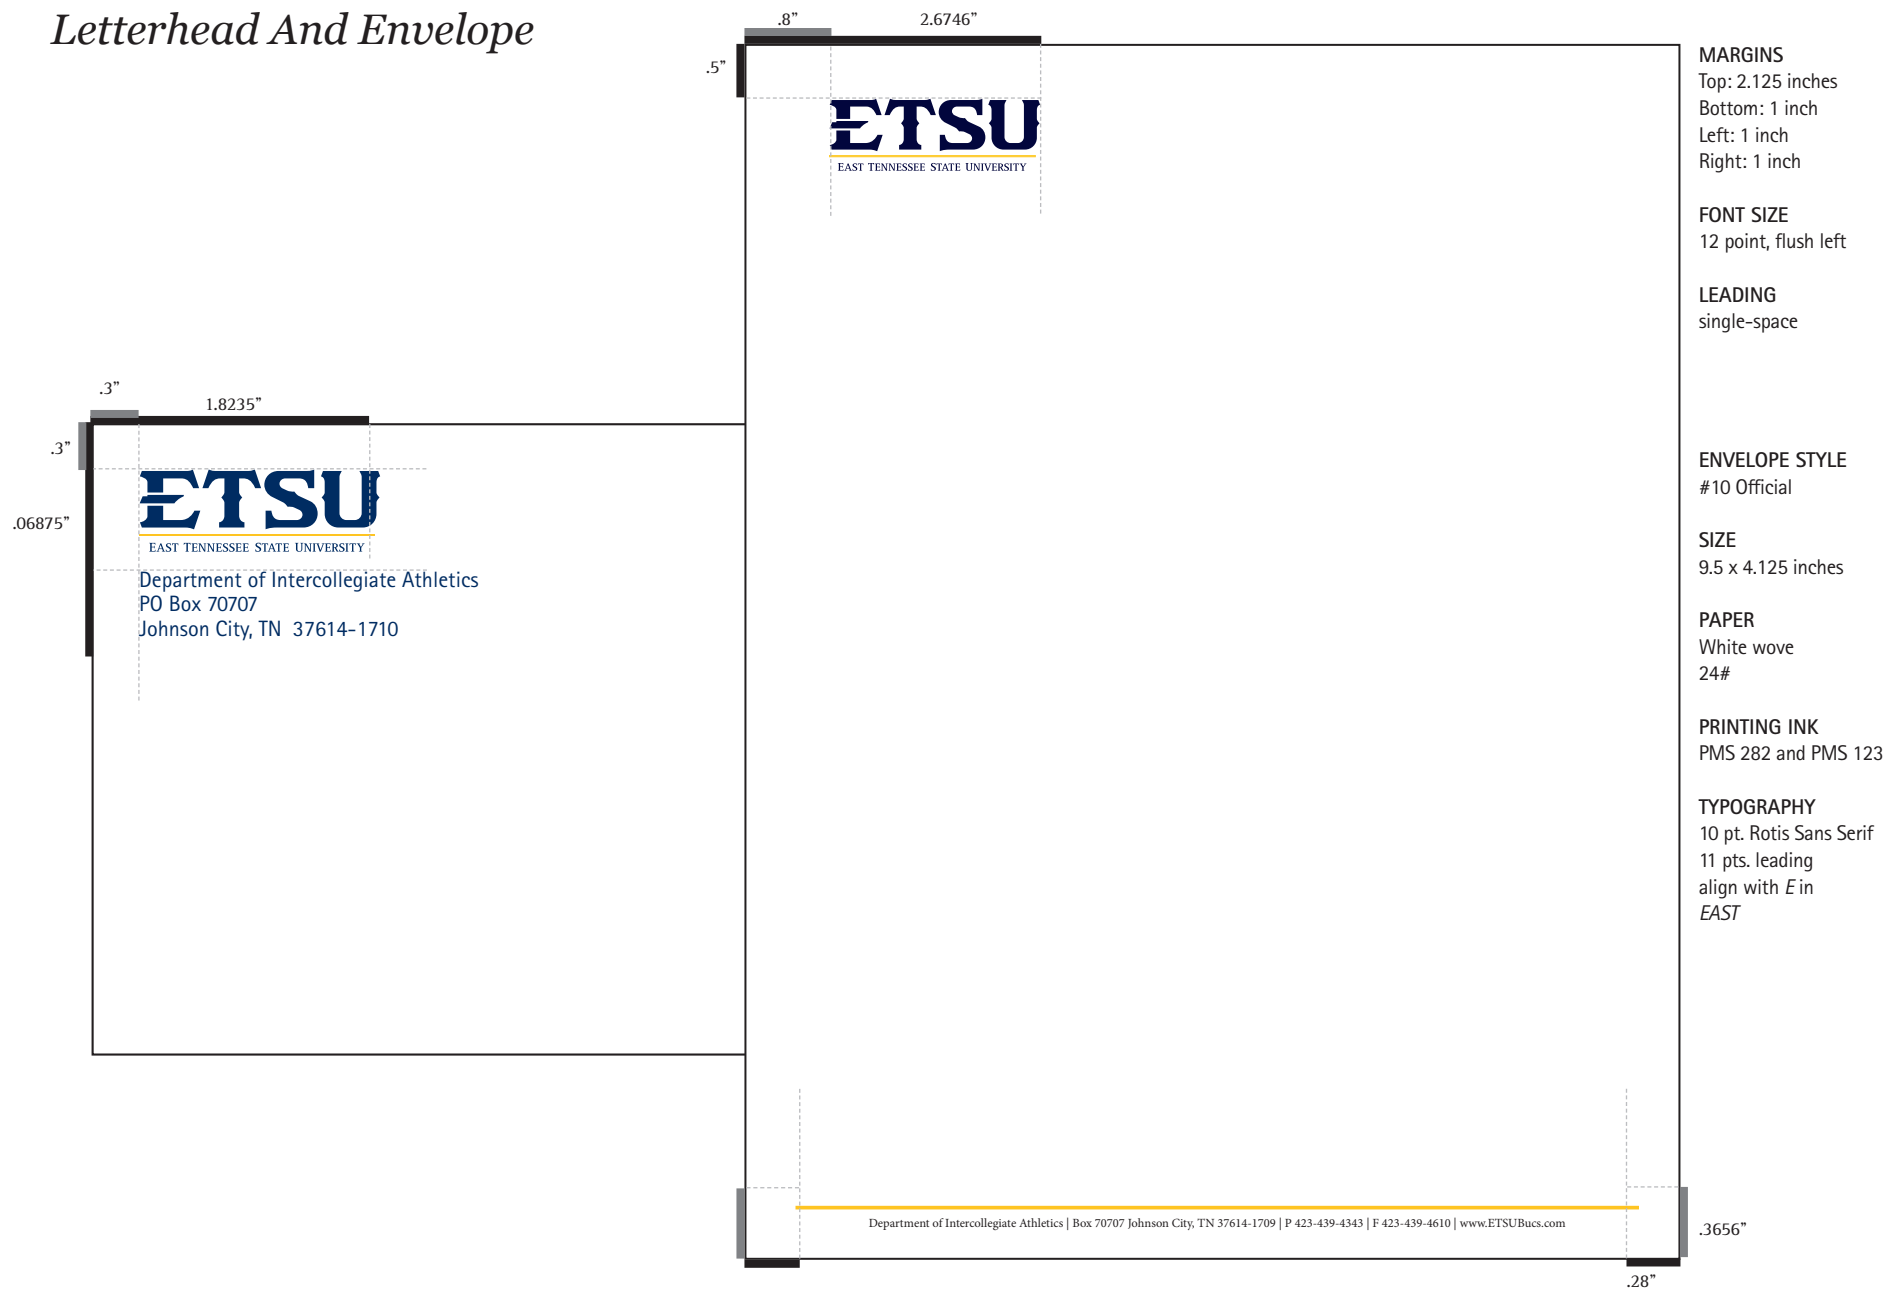 Letterhead And Envelope
.8”
2.6746”
.5”
ETSU
EAST TENNESSEE STATE UNIVERSITY
MARGINS
Top: 2.125 inches
Bottom: 1 inch
Left: 1 inch
Right: 1 inch
FONT SIZE
12 point, flush left
LEADING
single-space
.3”
1.8235”
.3”
.06875”
ETSU
EAST TENNESSEE STATE UNIVERSITY
Department of Intercollegiate Athletics
PO Box 70707
Johnson City, TN  37614-1710
ENVELOPE STYLE
#10 Official
SIZE
9.5 x 4.125 inches
PAPER
White wove
24#
PRINTING INK
PMS 282 and PMS 123
TYPOGRAPHY
10 pt. Rotis Sans Serif
11 pts. leading
align with E in
EAST
Department of Intercollegiate Athletics | Box 70707 Johnson City, TN 37614-1709 | P 423-439-4343 | F 423-439-4610 | www.ETSUBucs.com
.3656”
.28”